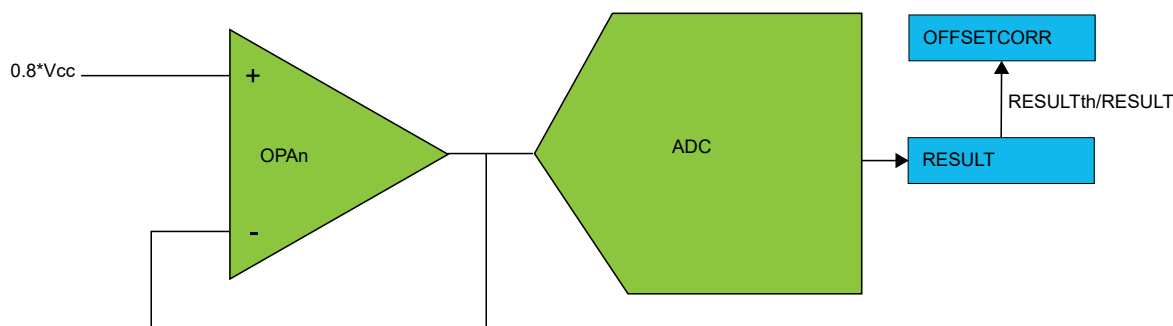 OFFSETCORR
0.8*Vcc
+
RESULTth/RESULT
OPAn
ADC
RESULT
-